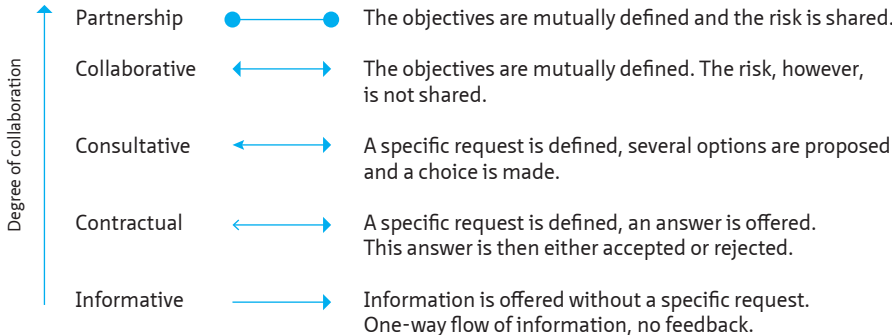 Degree of collaboration
Partnership
The objectives are mutually defined and the risk is shared.
Collaborative
The objectives are mutually defined. The risk, however,
is not shared.
Consultative
A specific request is defined, several options are proposed
and a choice is made.
Contractual
A specific request is defined, an answer is offered.
This answer is then either accepted or rejected.
Informative
Information is offered without a specific request.
One-way flow of information, no feedback.